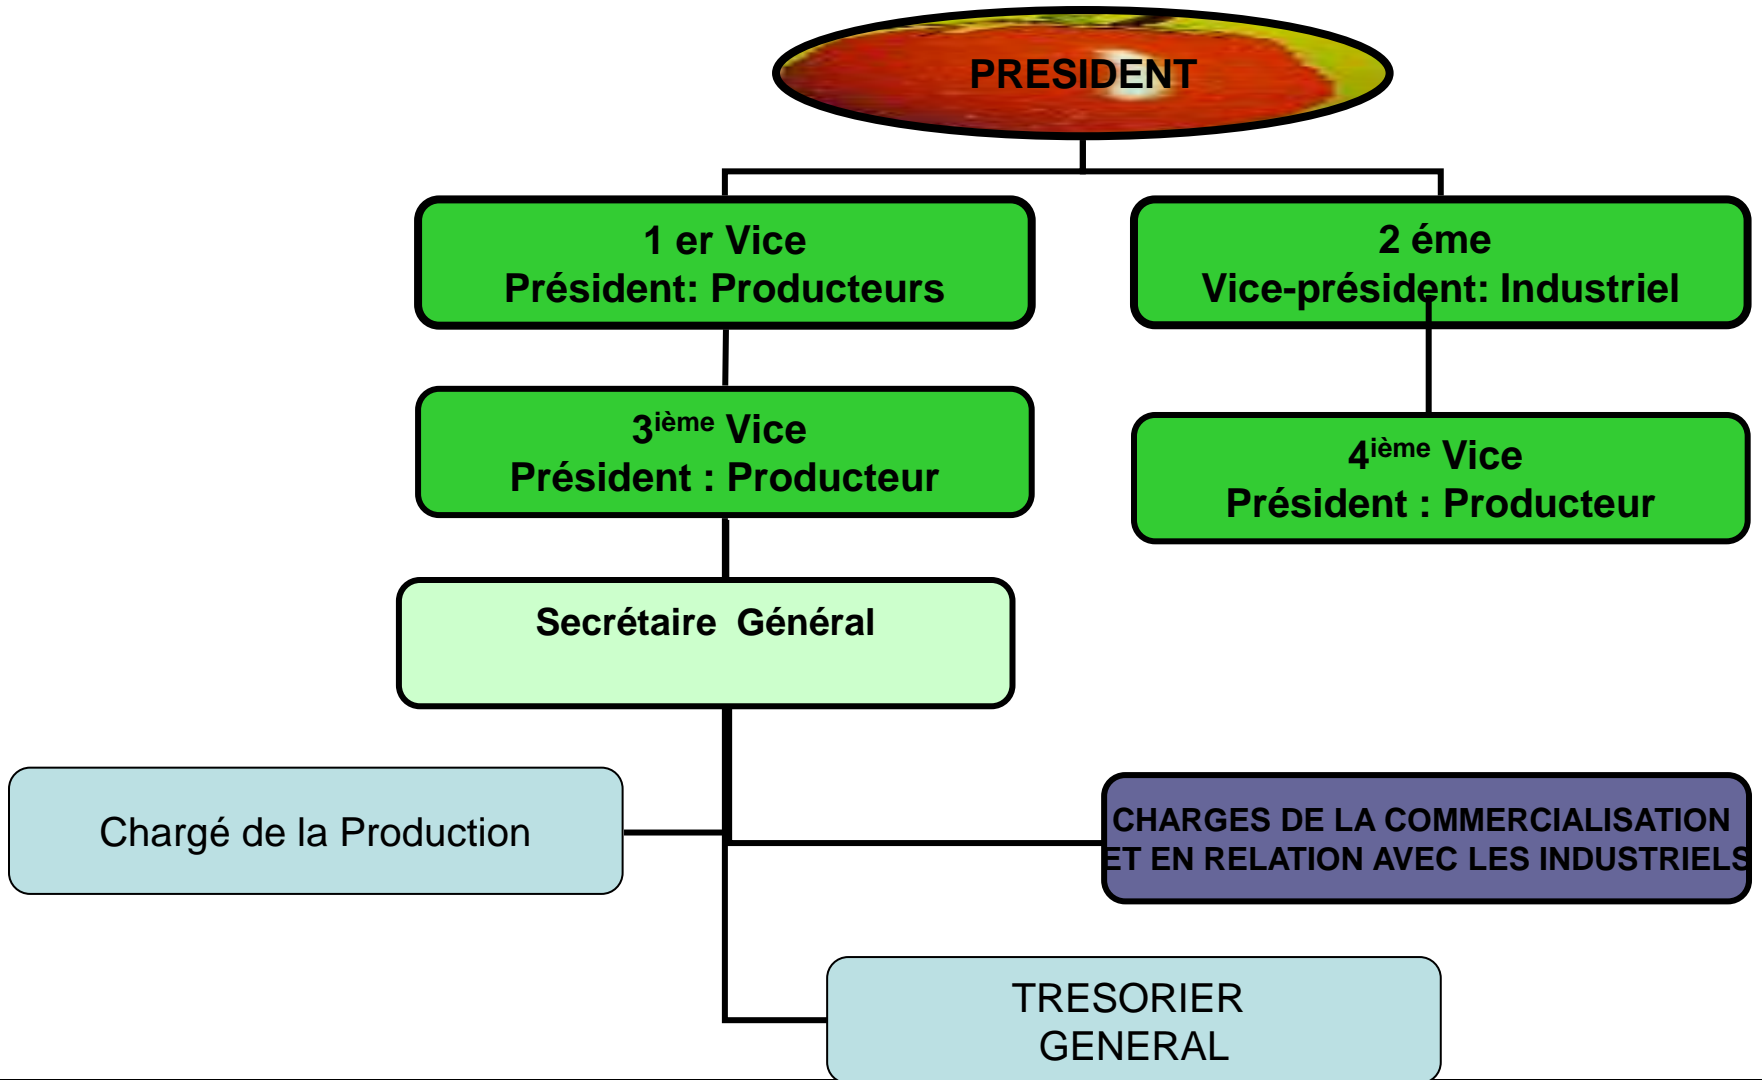 PRESIDENT
1 er Vice
Président: Producteurs
2 éme
Vice-président: Industriel
3ième Vice
Président : Producteur
4ième Vice
Président : Producteur
Secrétaire Général
Chargé de la Production
CHARGES DE LA COMMERCIALISATION
ET EN RELATION AVEC LES INDUSTRIELS
TRESORIER
GENERAL